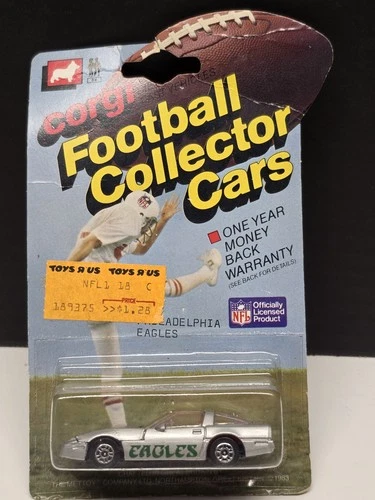 corgi
Football
Collector
Cars
ONE YEAR
MONEY
BACK
WARRANTY
(SEE BACK FOR DETAILS)
TOYS R US TOYS R US
NFL1 18 C
PRICE
189375 >>$1.28
NFL
Officially
Licensed
Product
PHILADELPHIA
EAGLES
EAGLES